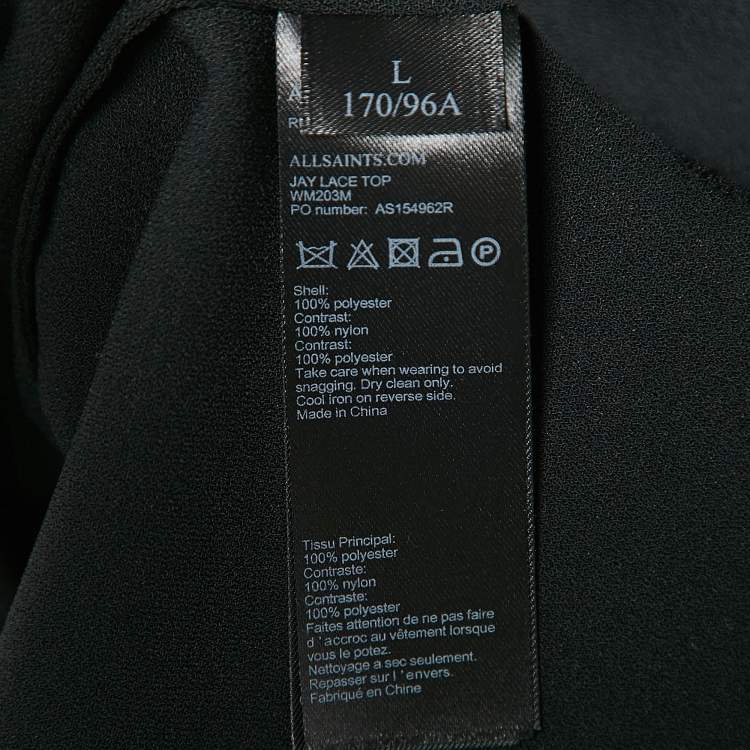 L
170/96A
ALLSAINTS.COM
JAY LACE TOP
WM203M
PO number: AS154962R
P
Shell:
100% polyester
Contrast:
100% nylon
Contrast:
100% polyester
Take care when wearing to avoid
snagging. Dry clean only.
Cool iron on reverse side.
Made in China
Tissu Principal:
100% polyester
Contraste:
100% nylon
Contraste:
100% polyester
Faites attention de ne pas faire
d'accroc au vêtement lorsque
vous le potez.
Nettoyage a sec seulement.
Repasser sur l'envers.
Fabriqué en Chine